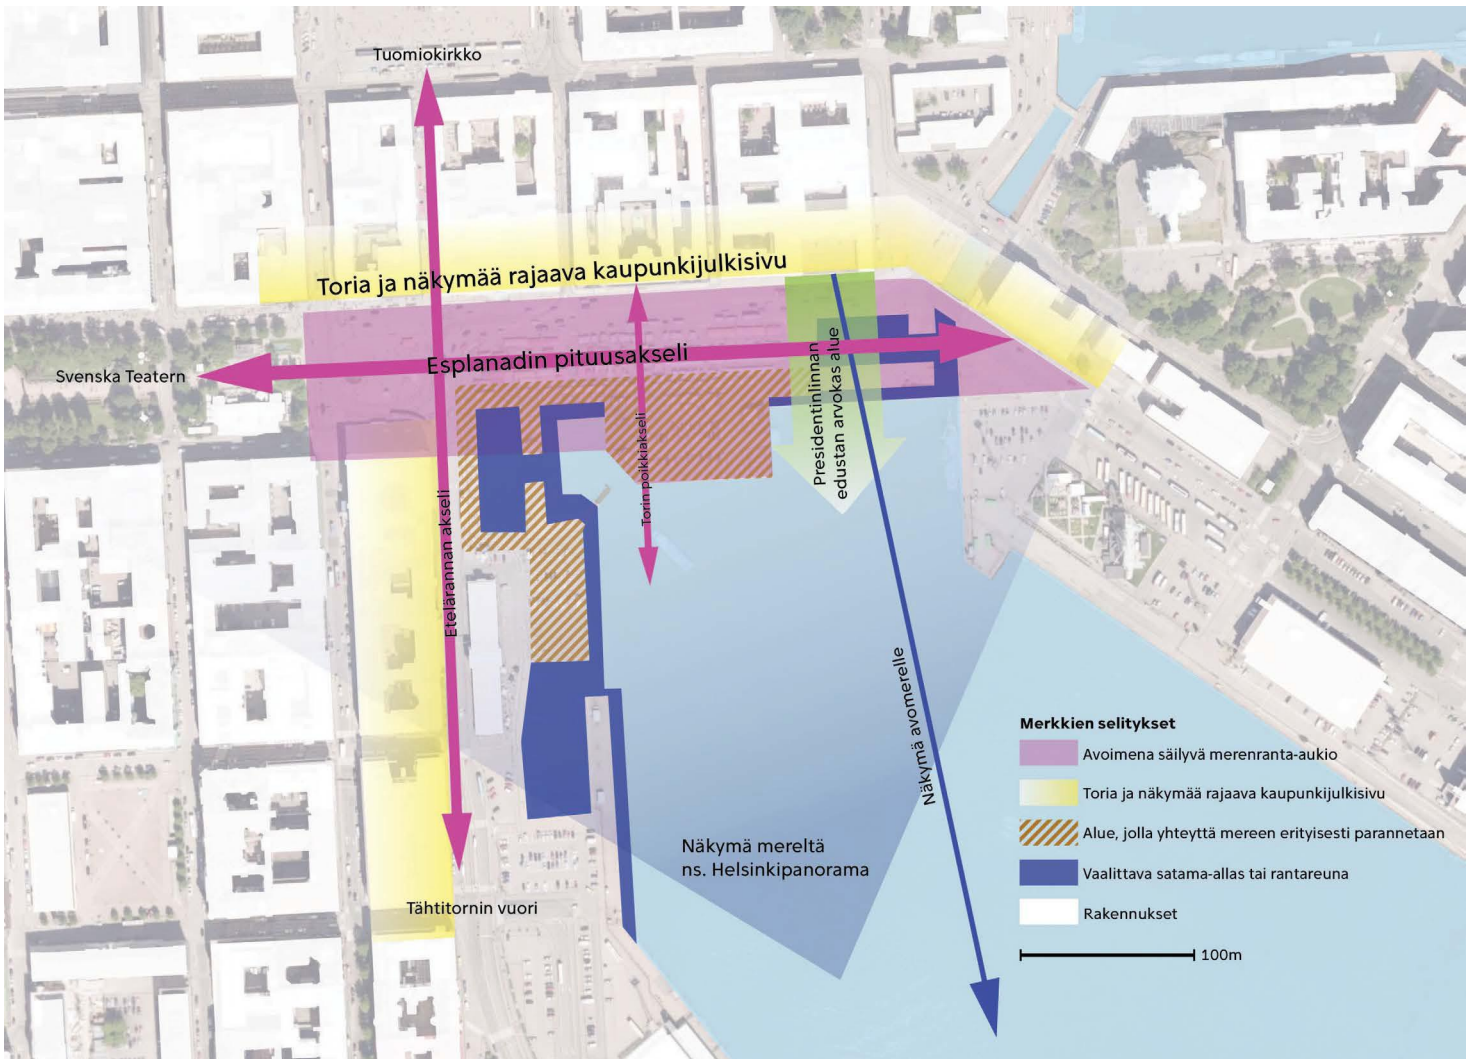 Tuomiokirkko
Toria ja näkymää rajaava kaupunkijulkisivu
Esplanadin pituusakseli
Svenska Teatern
Presidentinlinnan
edustan arvokas alue
Torin poikkiakseli
Etelärannan akseli
Näkymä avomerelle
Näkymä mereltä
ns. Helsinkipanorama
Tähtitornin vuori
Merkkien selitykset
Avoimena säilyvä merenranta-aukio
Toria ja näkymää rajaava kaupunkijulkisivu
Alue, jolla yhteyttä mereen erityisesti parannetaan
Vaalittava satama-allas tai rantareuna
Rakennukset
100m